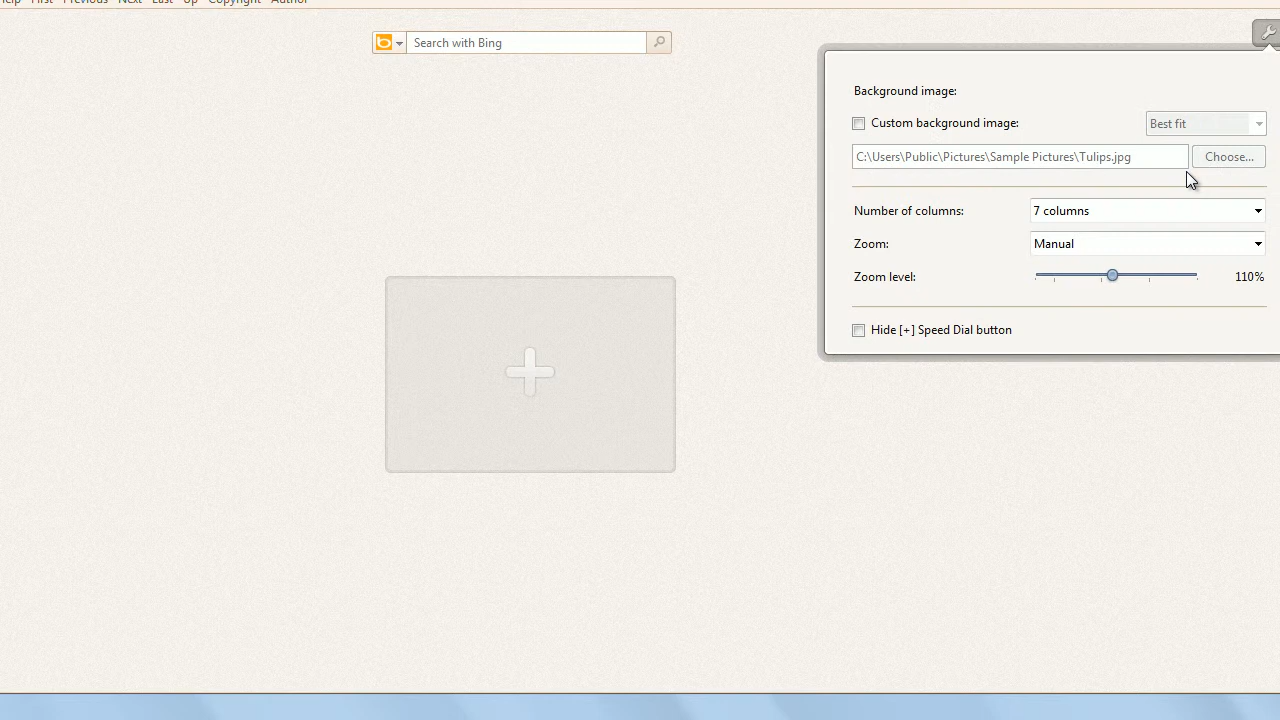 Help First Previous Next Last Up Copyright Author
Search with Bing
Background image:
Custom background image:
Best fit
C:\Users\Public\Pictures\Sample Pictures\Tulips.jpg
Choose...
Number of columns:
7 columns
Zoom:
Manual
Zoom level:
110%
Hide [+] Speed Dial button